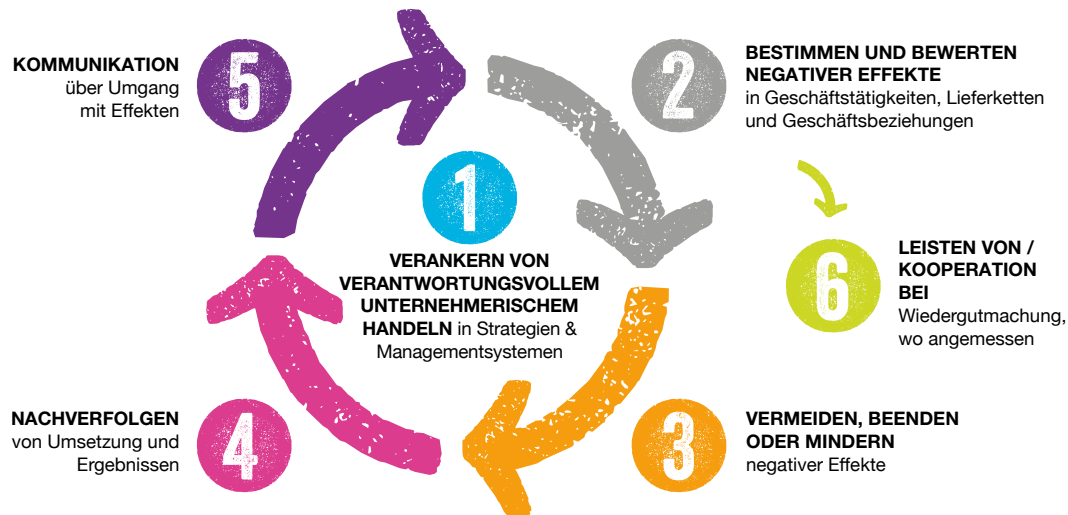 1
VERANKERN VON
VERANTWORTUNGSVOLLEM
UNTERNEHMERISCHEM
HANDELN in Strategien &
Managementsystemen
2
BESTIMMEN UND BEWERTEN
NEGATIVER EFFEKTE
in Geschäftstätigkeiten, Lieferketten
und Geschäftsbeziehungen
3
VERMEIDEN, BEENDEN
ODER MINDERN
negativer Effekte
4
NACHVERFOLGEN
von Umsetzung und
Ergebnissen
5
KOMMUNIKATION
über Umgang
mit Effekten
6
LEISTEN VON /
KOOPERATION
BEI
Wiedergutmachung,
wo angemessen